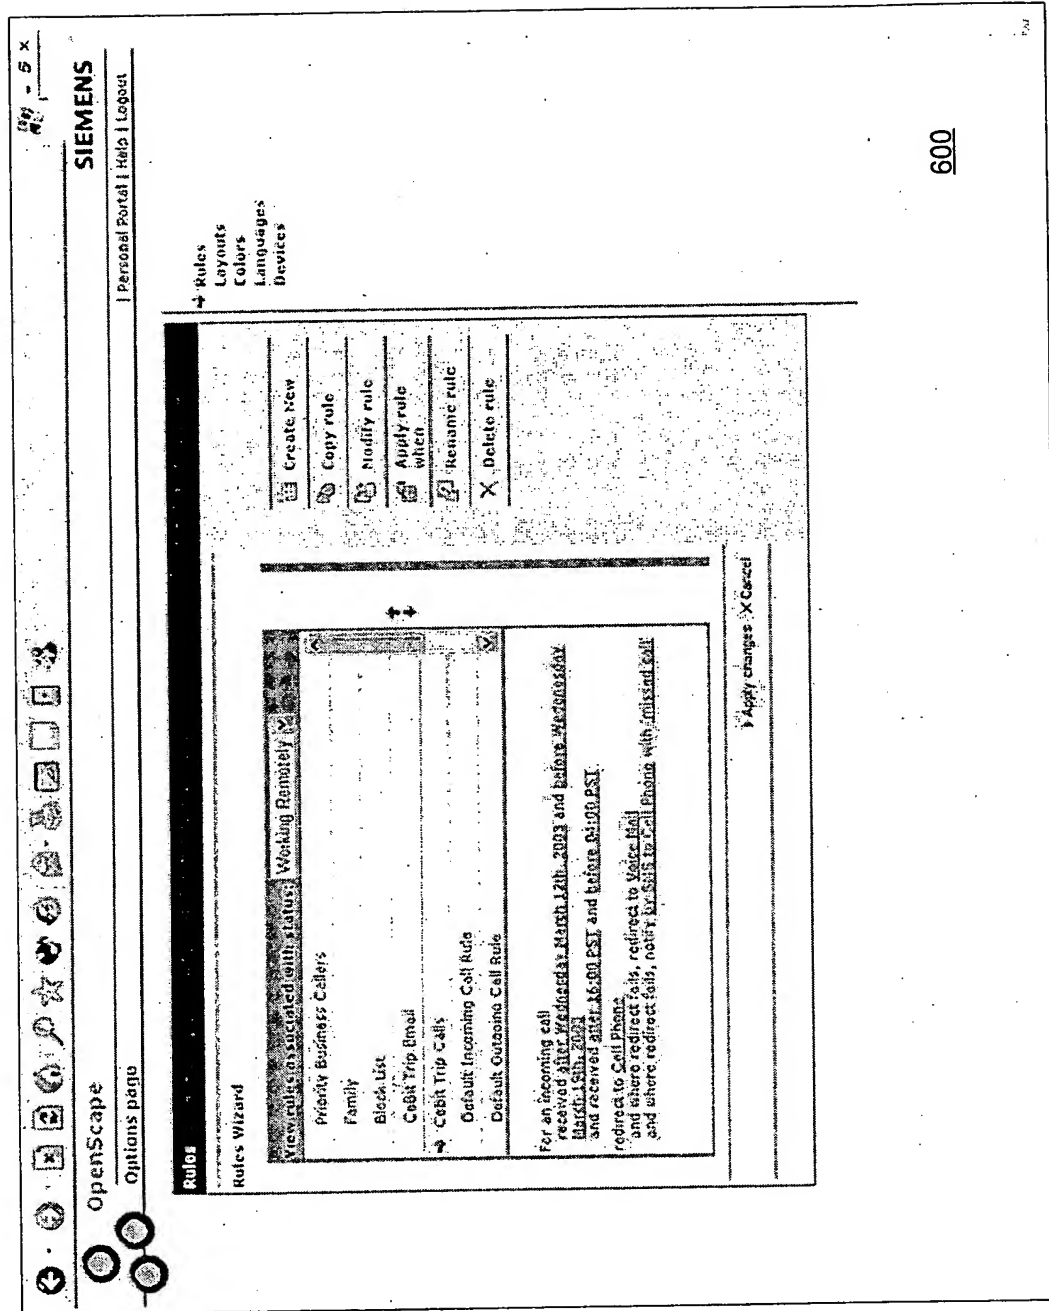 - 5 x
OpenScape
SIEMENS
Options page
| Personal Portal | Help | Logout
Rules
→ Rules
Layouts
Colors
Languages
Devices
Rules Wizard
View rules associated with status: Working Remotely
Priority Business Callers
Family
Block List
CeBit Trip Email
→ CeBit Trip Calls
Default Incoming Call Rule
Default Outgoing Call Rule
Create New
Copy rule
Modify rule
Apply rule
when
Rename rule
X Delete rule
For an incoming call
received after Wednesday March 12th, 2003 and before Wednesday
March 19th, 2003
and received after 16:00 PST and before 04:00 PST
redirect to Cell Phone
and where redirect fails, redirect to Voice Mail
and where redirect fails, notify by SMS to Cell Phone with missed call
Apply changes X Cancel
600